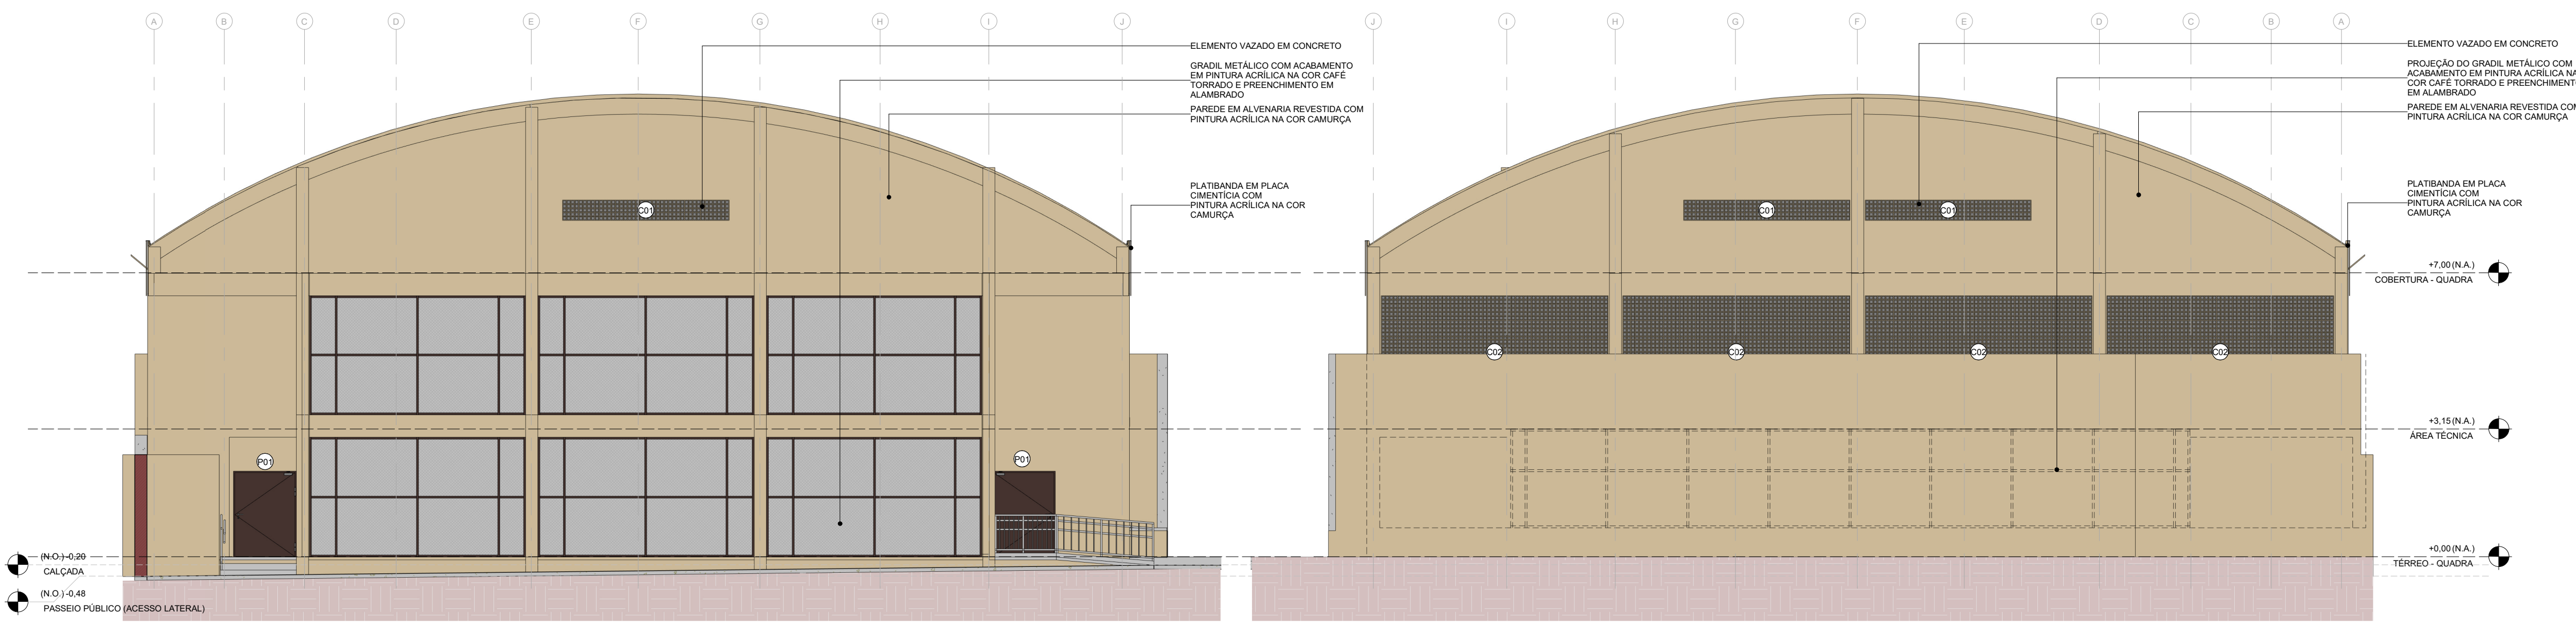 A B C D E F G H I J
J I H G F E D C B A
ELEMENTO VAZADO EM CONCRETO
GRADIL METÁLICO COM ACABAMENTO
EM PINTURA ACRÍLICA NA COR CAFÉ
TORRADO E PREENCHIMENTO EM
ALAMBRADO
PAREDE EM ALVENARIA REVESTIDA COM
PINTURA ACRÍLICA NA COR CAMURÇA
PLATIBANDA EM PLACA
CIMENTÍCIA COM
PINTURA ACRÍLICA NA COR
CAMURÇA
C01
P01
P01
(N.O.) -0,20
CALÇADA
(N.O.) -0,48
PASSEIO PÚBLICO (ACESSO LATERAL)
ELEMENTO VAZADO EM CONCRETO
PROJEÇÃO DO GRADIL METÁLICO COM
ACABAMENTO EM PINTURA ACRÍLICA NA
COR CAFÉ TORRADO E PREENCHIMENTO
EM ALAMBRADO
PAREDE EM ALVENARIA REVESTIDA COM
PINTURA ACRÍLICA NA COR CAMURÇA
PLATIBANDA EM PLACA
CIMENTÍCIA COM
PINTURA ACRÍLICA NA COR
CAMURÇA
C01 C01
C02 C02 C02 C02
+7,00 (N.A.)
COBERTURA - QUADRA
+3,15 (N.A.)
ÁREA TÉCNICA
+0,00 (N.A.)
TÉRREO - QUADRA